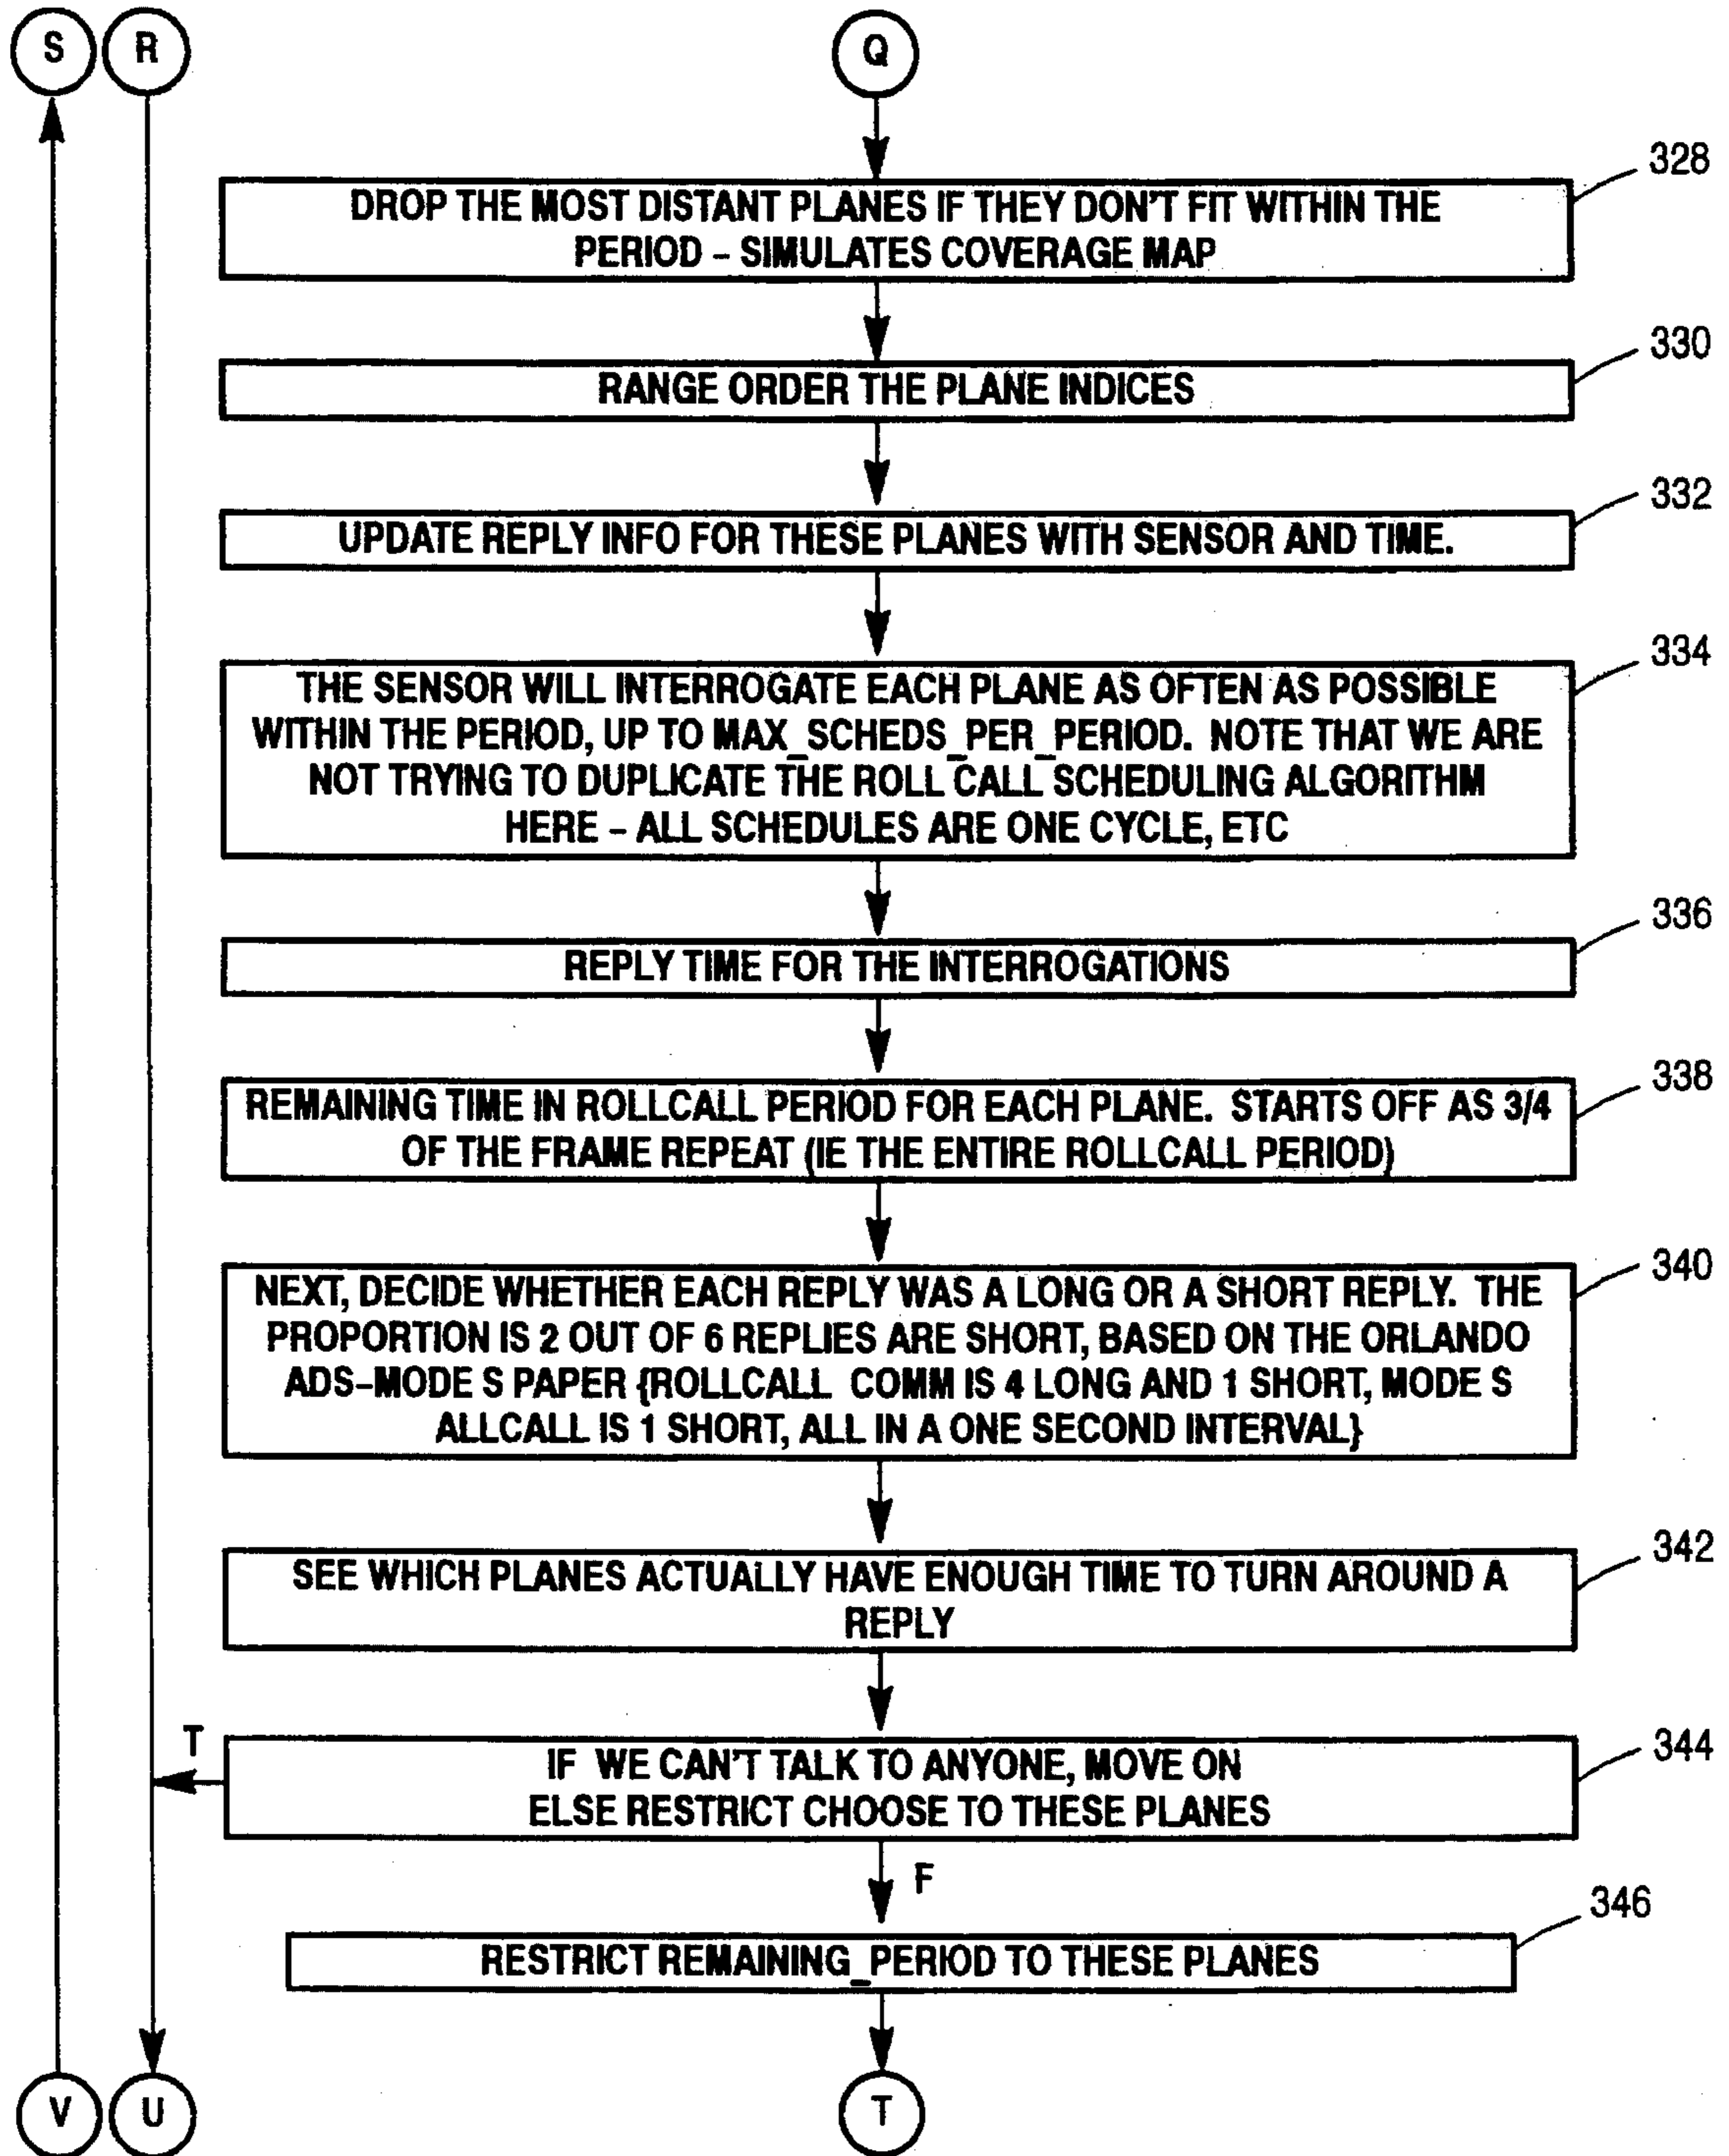 S R Q
328
DROP THE MOST DISTANT PLANES IF THEY DON'T FIT WITHIN THE
PERIOD – SIMULATES COVERAGE MAP
330
RANGE ORDER THE PLANE INDICES
332
UPDATE REPLY INFO FOR THESE PLANES WITH SENSOR AND TIME.
334
THE SENSOR WILL INTERROGATE EACH PLANE AS OFTEN AS POSSIBLE
WITHIN THE PERIOD, UP TO MAX_SCHEDS_PER_PERIOD. NOTE THAT WE ARE
NOT TRYING TO DUPLICATE THE ROLL CALL SCHEDULING ALGORITHM
HERE – ALL SCHEDULES ARE ONE CYCLE, ETC
336
REPLY TIME FOR THE INTERROGATIONS
338
REMAINING TIME IN ROLLCALL PERIOD FOR EACH PLANE. STARTS OFF AS 3/4
OF THE FRAME REPEAT (IE THE ENTIRE ROLLCALL PERIOD)
340
NEXT, DECIDE WHETHER EACH REPLY WAS A LONG OR A SHORT REPLY. THE
PROPORTION IS 2 OUT OF 6 REPLIES ARE SHORT, BASED ON THE ORLANDO
ADS–MODE S PAPER {ROLLCALL COMM IS 4 LONG AND 1 SHORT, MODE S
ALLCALL IS 1 SHORT, ALL IN A ONE SECOND INTERVAL}
342
SEE WHICH PLANES ACTUALLY HAVE ENOUGH TIME TO TURN AROUND A
REPLY
344
T
IF WE CAN'T TALK TO ANYONE, MOVE ON
ELSE RESTRICT CHOOSE TO THESE PLANES
F
346
RESTRICT REMAINING_PERIOD TO THESE PLANES
V U T